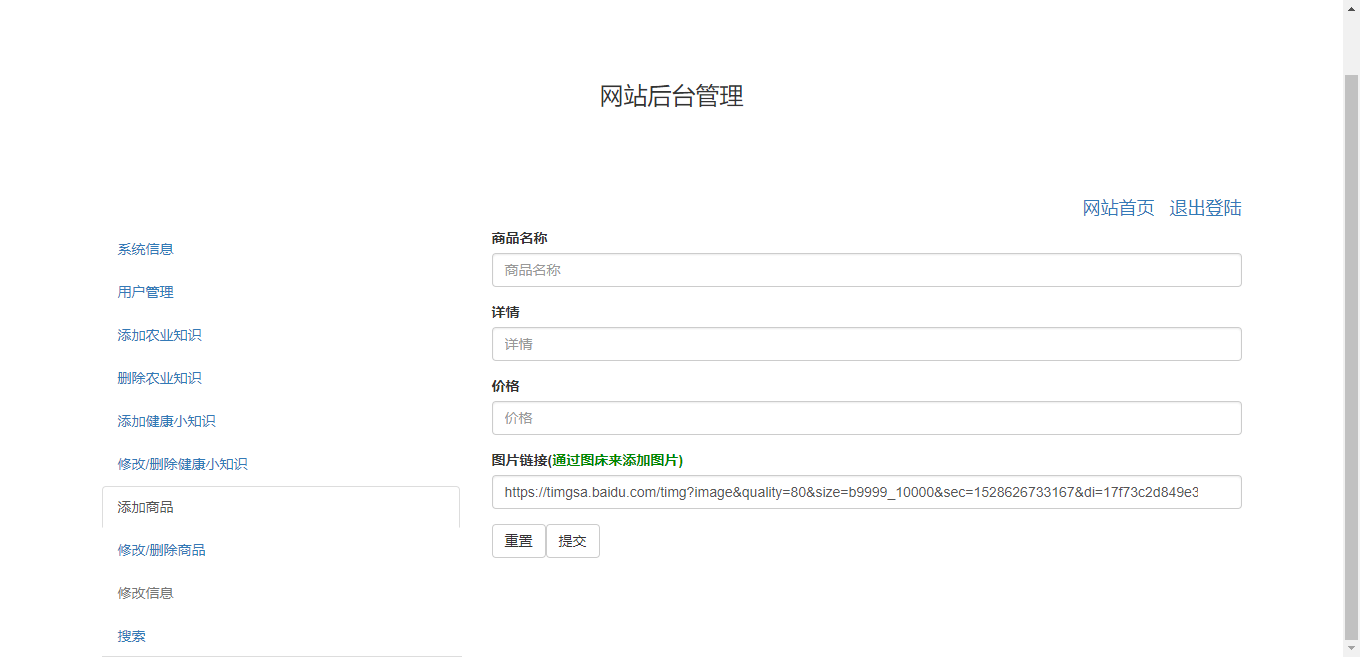 网站后台管理
网站首页 退出登陆
系统信息
用户管理
添加农业知识
删除农业知识
添加健康小知识
修改/删除健康小知识
添加商品
修改/删除商品
修改信息
搜索
商品名称
商品名称
详情
详情
价格
价格
图片链接(通过图床来添加图片)
https://timgsa.baidu.com/timg?image&quality=80&size=b9999_10000&sec=1528626733167&di=17f73c2d849e3
重置 提交